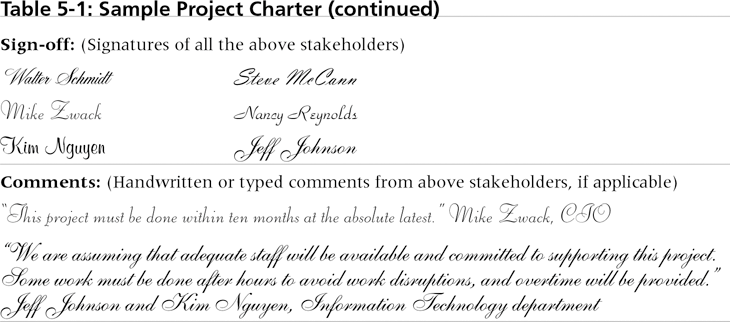 Table 5-1: Sample Project Charter (continued)
Sign-off: (Signatures of all the above stakeholders)
Walter Schmidt Steve McCann
Mike Zwack Nancy Reynolds
Kim Nguyen Jeff Johnson
Comments: (Handwritten or typed comments from above stakeholders, if applicable)
“This project must be done within ten months at the absolute latest.” Mike Zwack, CIO
“We are assuming that adequate staff will be available and committed to supporting this project.
Some work must be done after hours to avoid work disruptions, and overtime will be provided.”
Jeff Johnson and Kim Nguyen, Information Technology department